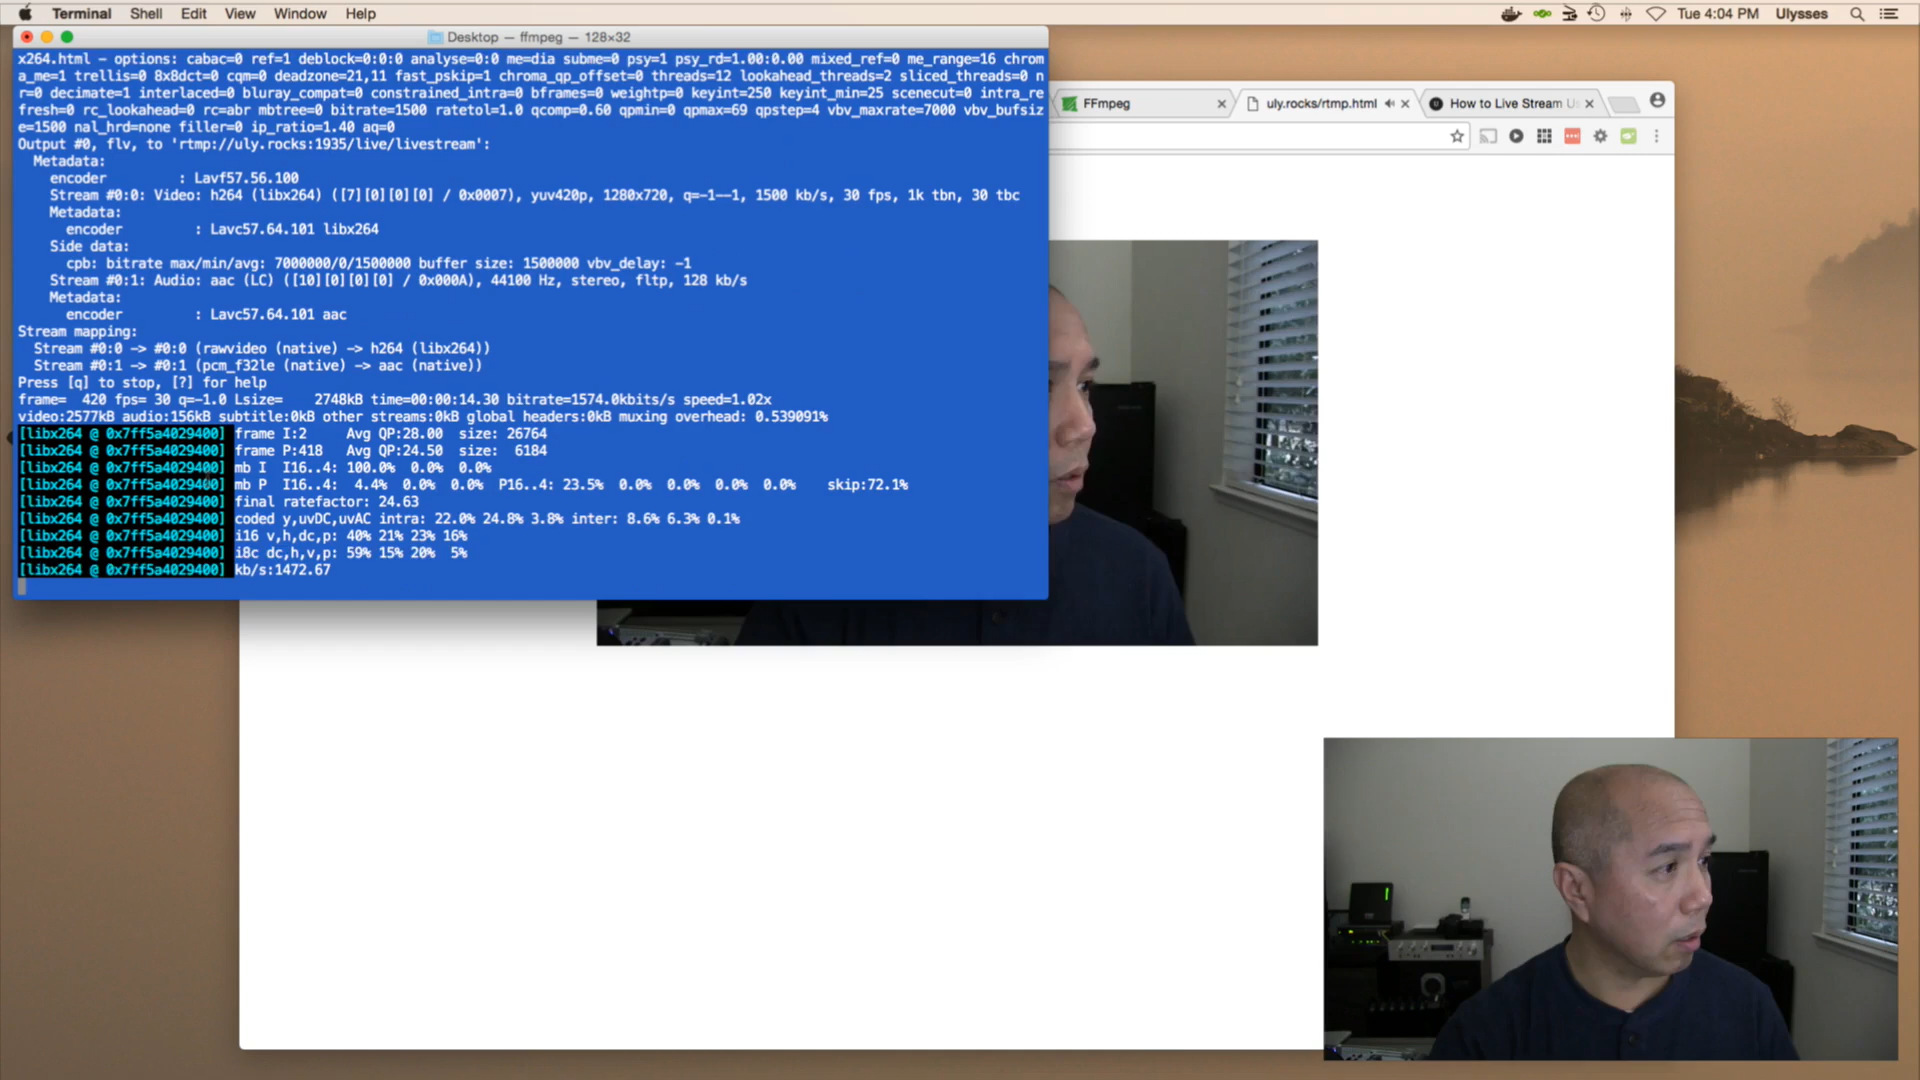 Terminal Shell Edit View Window Help
Tue 4:04 PM Ulysses
Desktop — ffmpeg — 128×32
x264.html - options: cabac=0 ref=1 deblock=0:0:0 analyse=0:0 me=dia subme=0 psy=1 psy_rd=1.00:0.00 mixed_ref=0 me_range=16 chrom
a_me=1 trellis=0 8x8dct=0 cqm=0 deadzone=21,11 fast_pskip=1 chroma_qp_offset=0 threads=12 lookahead_threads=2 sliced_threads=0 n
r=0 decimate=1 interlaced=0 bluray_compat=0 constrained_intra=0 bframes=0 weightp=0 keyint=250 keyint_min=25 scenecut=0 intra_re
fresh=0 rc_lookahead=0 rc=abr mbtree=0 bitrate=1500 ratetol=1.0 qcomp=0.60 qpmin=0 qpmax=69 qpstep=4 vbv_maxrate=7000 vbv_bufsiz
e=1500 nal_hrd=none filler=0 ip_ratio=1.40 aq=0
Output #0, flv, to 'rtmp://uly.rocks:1935/live/livestream':
Metadata:
encoder : Lavf57.56.100
Stream #0:0: Video: h264 (libx264) ([7][0][0][0] / 0x0007), yuv420p, 1280x720, q=-1--1, 1500 kb/s, 30 fps, 1k tbn, 30 tbc
Metadata:
encoder : Lavc57.64.101 libx264
Side data:
cpb: bitrate max/min/avg: 7000000/0/1500000 buffer size: 1500000 vbv_delay: -1
Stream #0:1: Audio: aac (LC) ([10][0][0][0] / 0x000A), 44100 Hz, stereo, fltp, 128 kb/s
Metadata:
encoder : Lavc57.64.101 aac
Stream mapping:
Stream #0:0 -> #0:0 (rawvideo (native) -> h264 (libx264))
Stream #0:1 -> #0:1 (pcm_f32le (native) -> aac (native))
Press [q] to stop, [?] for help
frame= 420 fps= 30 q=-1.0 Lsize= 2748kB time=00:00:14.30 bitrate=1574.0kbits/s speed=1.02x
video:2577kB audio:156kB subtitle:0kB other streams:0kB global headers:0kB muxing overhead: 0.539091%
[libx264 @ 0x7ff5a4029400] frame I:2 Avg QP:28.00 size: 26764
[libx264 @ 0x7ff5a4029400] frame P:418 Avg QP:24.50 size: 6184
[libx264 @ 0x7ff5a4029400] mb I I16..4: 100.0% 0.0% 0.0%
[libx264 @ 0x7ff5a4029400] mb P I16..4: 4.4% 0.0% 0.0% P16..4: 23.5% 0.0% 0.0% 0.0% 0.0% skip:72.1%
[libx264 @ 0x7ff5a4029400] final ratefactor: 24.63
[libx264 @ 0x7ff5a4029400] coded y,uvDC,uvAC intra: 22.0% 24.8% 3.8% inter: 8.6% 6.3% 0.1%
[libx264 @ 0x7ff5a4029400] i16 v,h,dc,p: 40% 21% 23% 16%
[libx264 @ 0x7ff5a4029400] i8c dc,h,v,p: 59% 15% 20% 5%
[libx264 @ 0x7ff5a4029400] kb/s:1472.67
FFmpeg
uly.rocks/rtmp.html
How to Live Stream Us